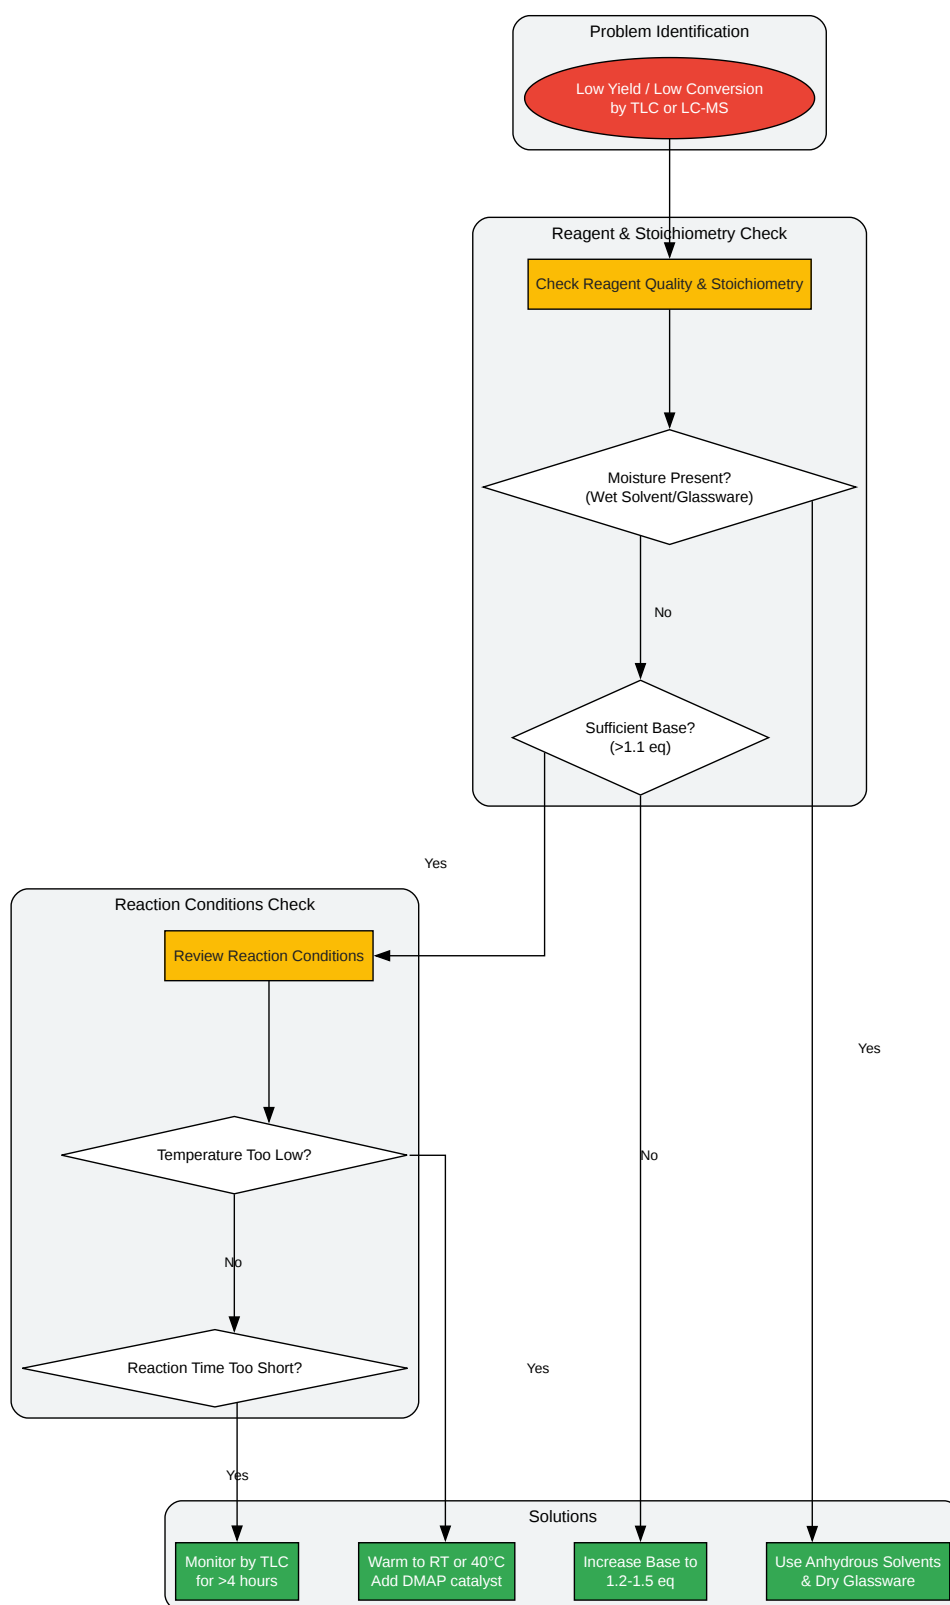 Problem Identification
Low Yield / Low Conversion
by TLC or LC-MS
Reagent & Stoichiometry Check
Check Reagent Quality & Stoichiometry
Moisture Present?
(Wet Solvent/Glassware)
No
Sufficient Base?
(>1.1 eq)
Yes
Reaction Conditions Check
Review Reaction Conditions
Yes
Temperature Too Low?
No
No
Reaction Time Too Short?
Yes
Yes
Solutions
Monitor by TLC
for >4 hours
Warm to RT or 40°C
Add DMAP catalyst
Increase Base to
1.2-1.5 eq
Use Anhydrous Solvents
& Dry Glassware